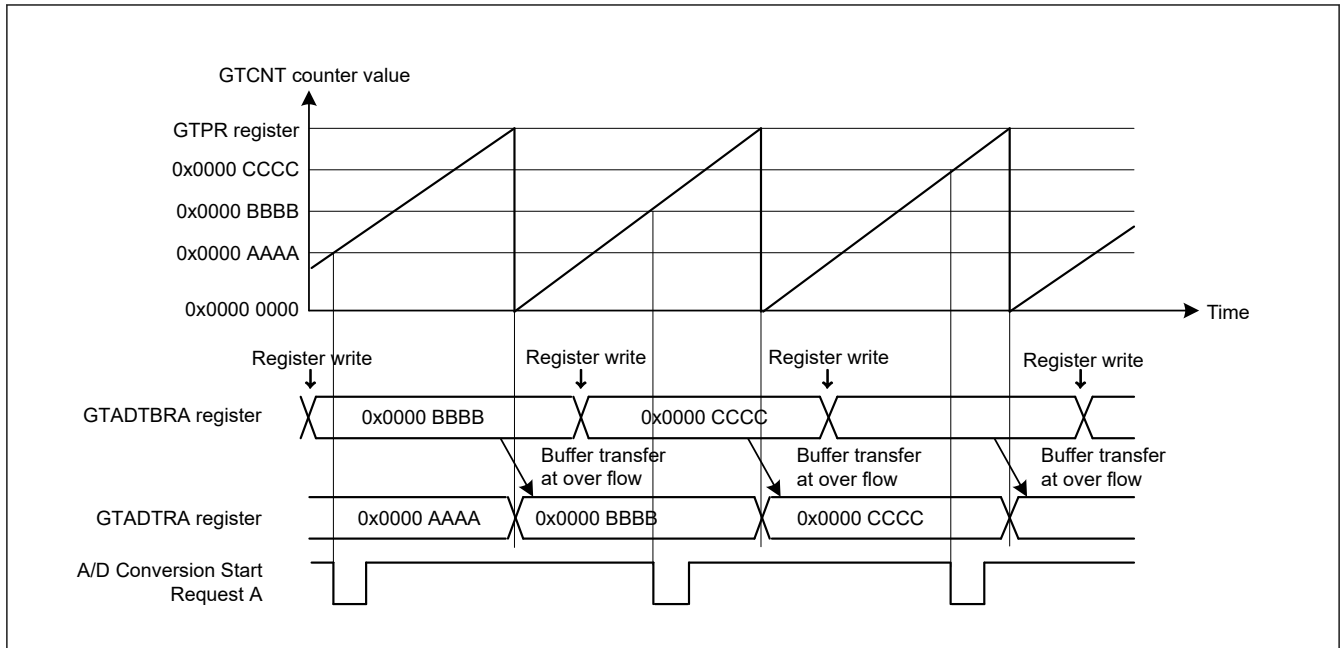 GTCNT counter value
GTPR register
0x0000 CCCC
0x0000 BBBB
0x0000 AAAA
0x0000 0000
Time
Register write
Register write
Register write
Register write
GTADTBRA register
0x0000 BBBB
0x0000 CCCC
Buffer transfer
at over flow
Buffer transfer
at over flow
Buffer transfer
at over flow
GTADTRA register
0x0000 AAAA
0x0000 BBBB
0x0000 CCCC
A/D Conversion Start
Request A